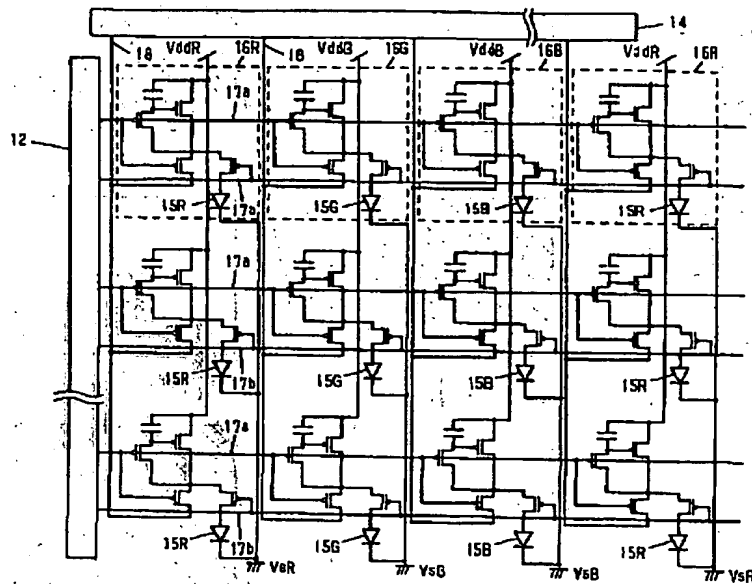 14
18 VddR 16R 18 VddG 16G VddB 16B VddR 16R
12
17a
15R 17b 15G 15B 15R
17a
15R 17b 15G 15B 15R
17a
15R 17b 15G 15B 15R
VsR VsG VsB VsR